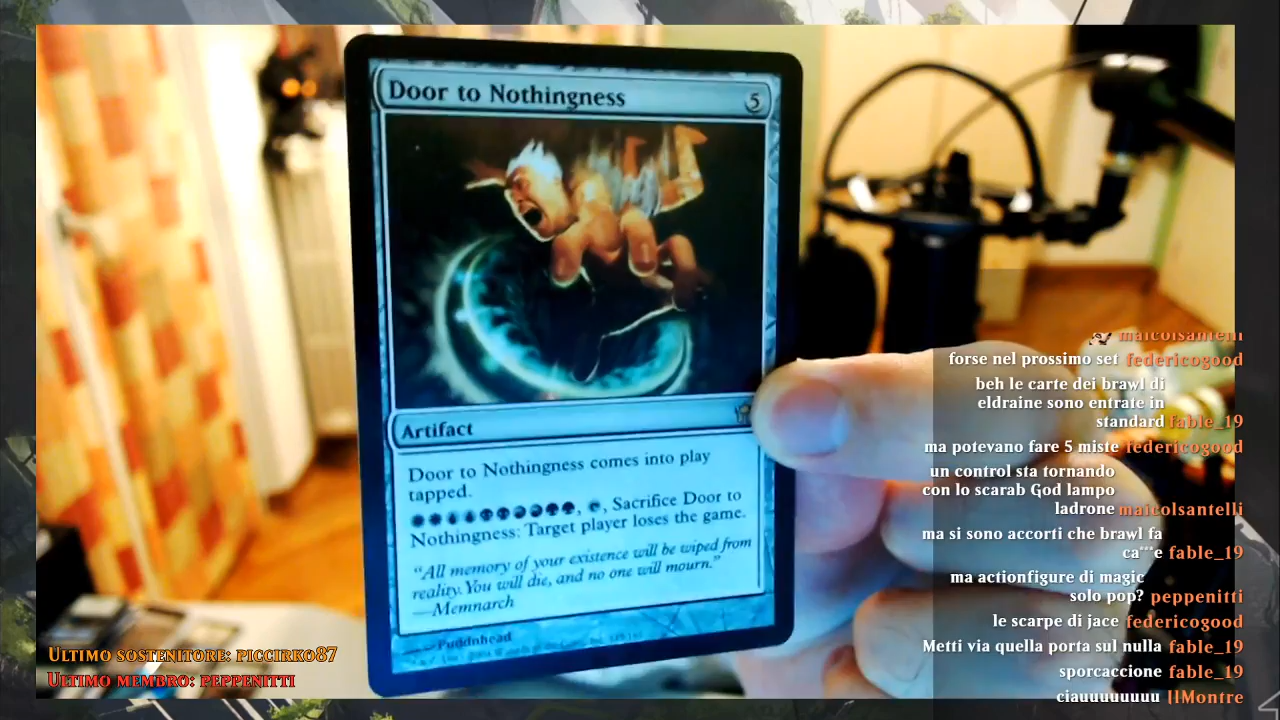 Door to Nothingness
5
Artifact
Door to Nothingness comes into play
tapped.
, Sacrifice Door to
Nothingness: Target player loses the game.
"All memory of your existence will be wiped from
reality. You will die, and no one will mourn."
—Memnarch
Puddnhead
maicolsantelli
forse nel prossimo set federicogood
beh le carte dei brawl di
eldraine sono entrate in
standard fable_19
ma potevano fare 5 miste federicogood
un control sta tornando
con lo scarab God lampo
ladrone maicolsantelli
ma si sono accorti che brawl fa
ca***e fable_19
ma actionfigure di magic
solo pop? peppenitti
le scarpe di jace federicogood
Metti via quella porta sul nulla fable_19
sporcaccione fable_19
ciauuuuuuuu llMontre
Ultimo sostenitore: piccirko87
Ultimo membro: peppenitti